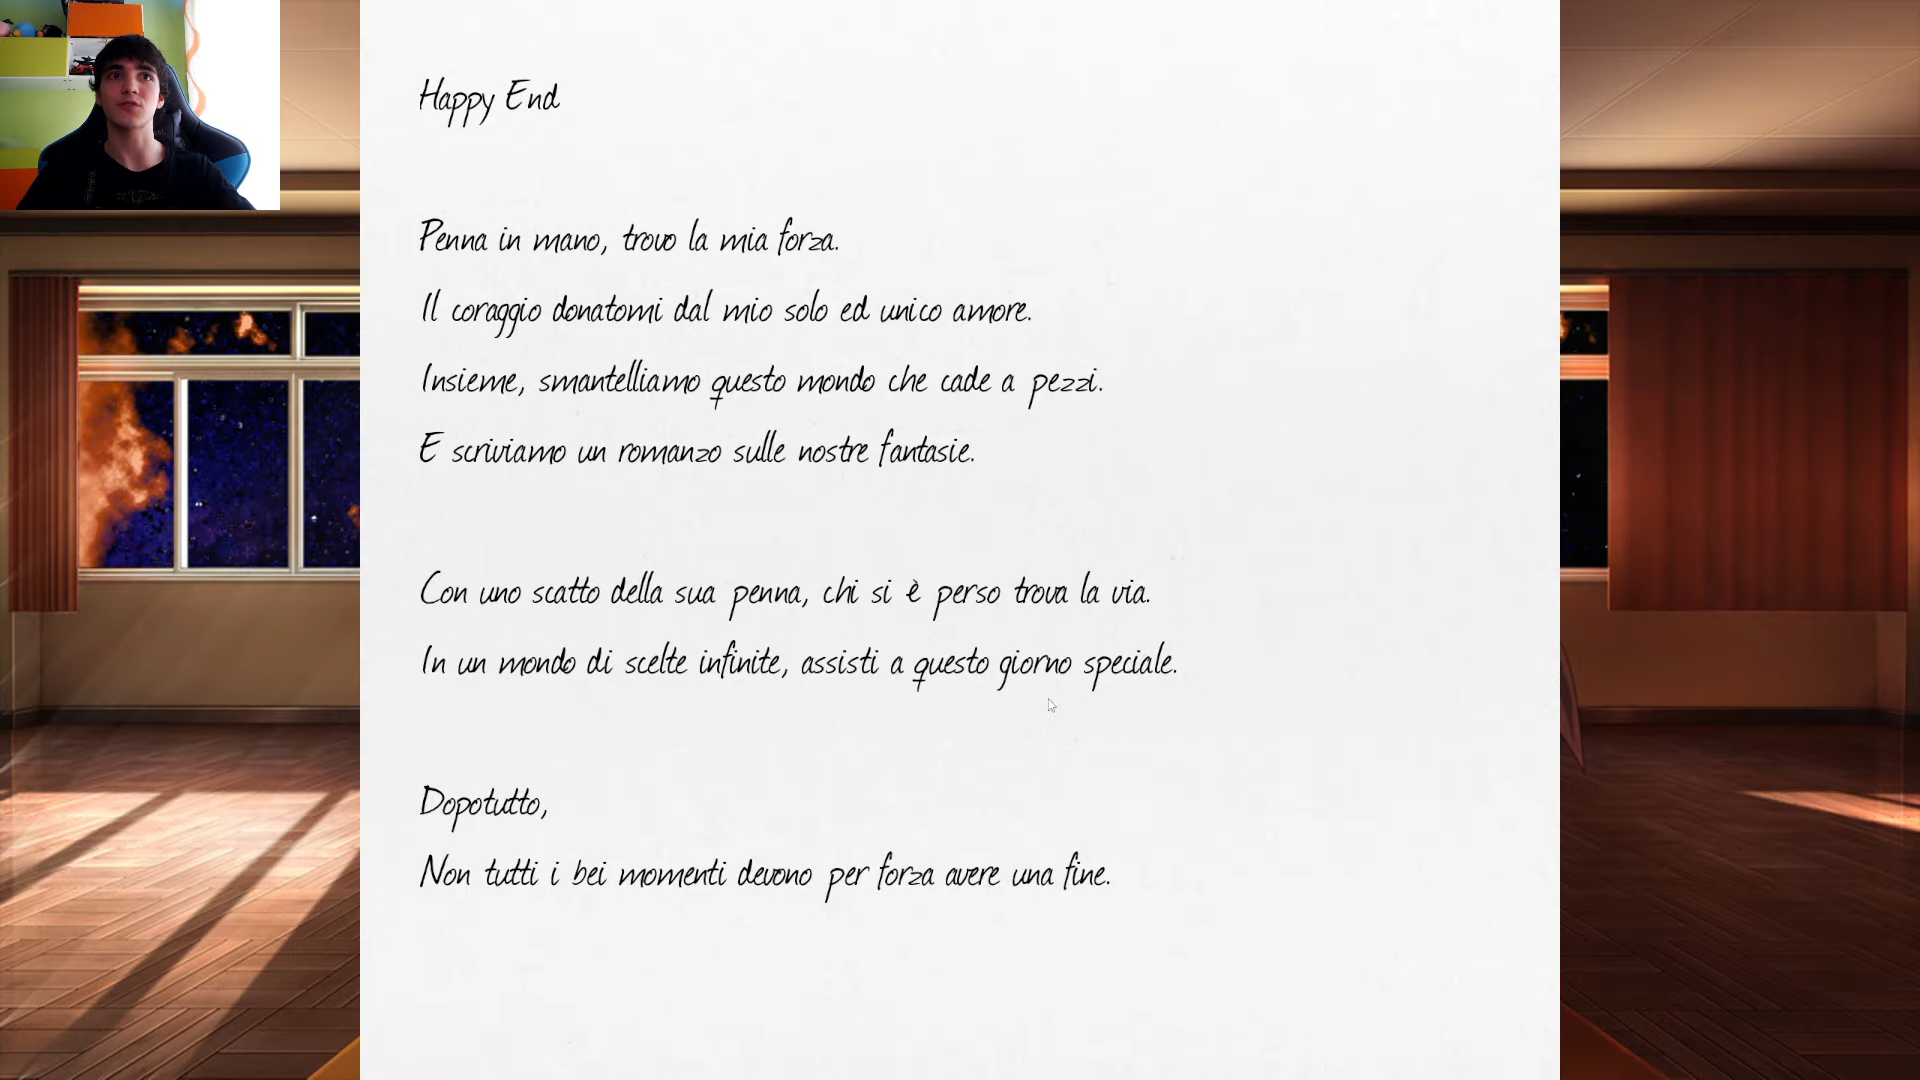 Happy End
Penna in mano, trovo la mia forza.
Il coraggio donatomi dal mio solo ed unico amore.
Insieme, smantelliamo questo mondo che cade a pezzi.
E scriviamo un romanzo sulle nostre fantasie.
Con uno scatto della sua penna, chi si è perso trova la via.
In un mondo di scelte infinite, assisti a questo giorno speciale.
Dopotutto,
Non tutti i bei momenti devono per forza avere una fine.